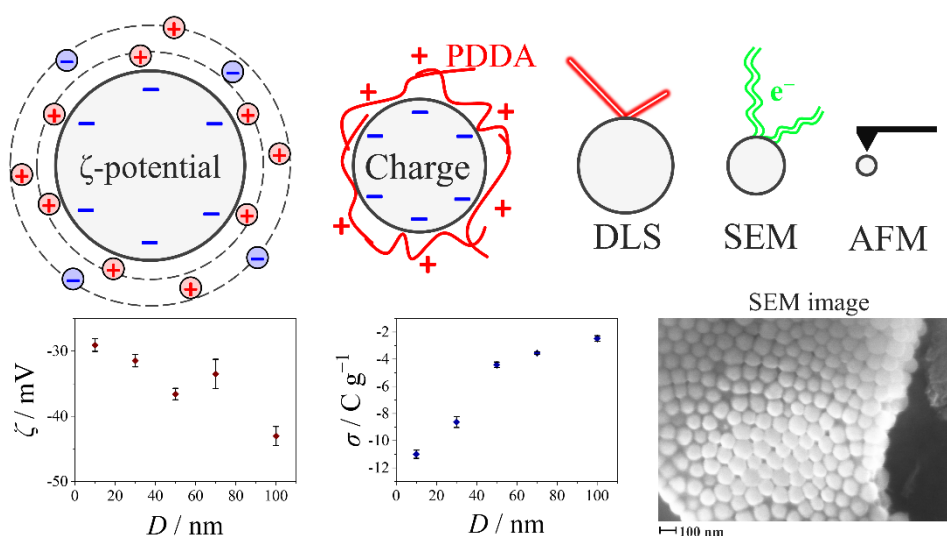 PDDA
ζ-potential
Charge
e⁻
DLS
SEM
AFM
SEM image
ζ / mV
-30
-40
-50
0 20 40 60 80 100
D / nm
σ / C g⁻¹
-2
-4
-6
-8
-10
-12
0 20 40 60 80 100
D / nm
100 nm